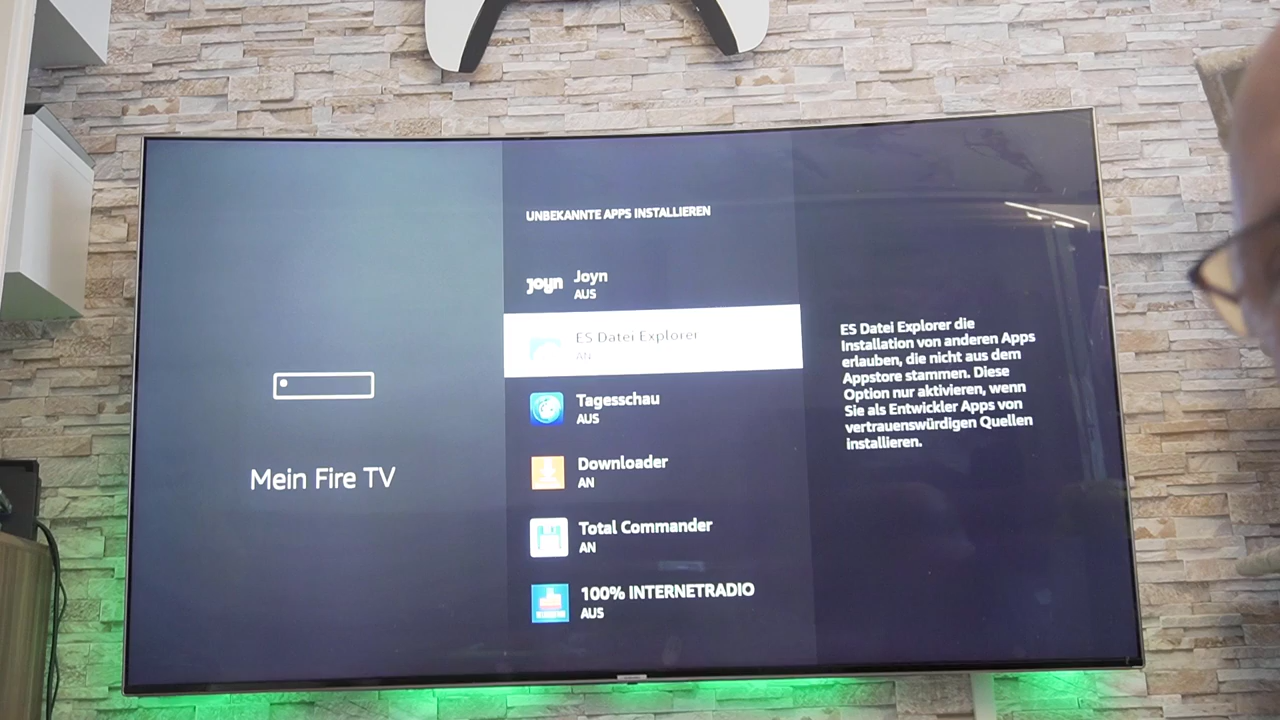 UNBEKANNTE APPS INSTALLIEREN
joyn
Joyn
AUS
ES Datei Explorer
AN
Tagesschau
AUS
Downloader
AN
Total Commander
AN
100% INTERNETRADIO
AUS
Mein Fire TV
ES Datei Explorer die
Installation von anderen Apps
erlauben, die nicht aus dem
Appstore stammen. Diese
Option nur aktivieren, wenn
Sie als Entwickler Apps von
vertrauenswürdigen Quellen
installieren.